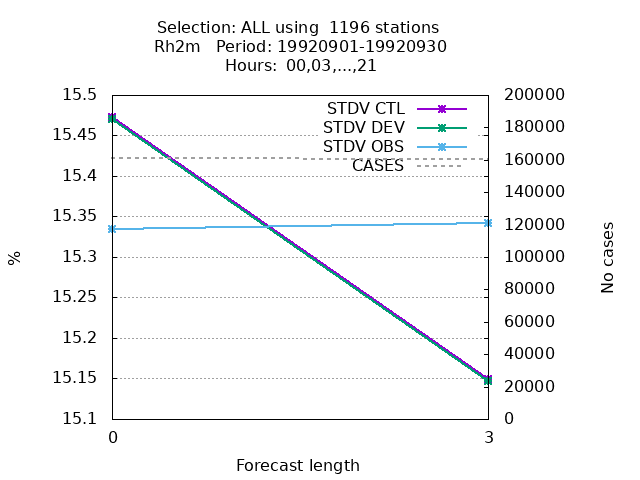 Selection: ALL using  1196 stations
Rh2m   Period: 19920901-19920930
Hours:  00,03,...,21
STDV CTL
STDV DEV
STDV OBS
CASES
15.5
15.45
15.4
15.35
15.3
15.25
15.2
15.15
15.1
%
200000
180000
160000
140000
120000
100000
80000
60000
40000
20000
0
No cases
0 3
Forecast length